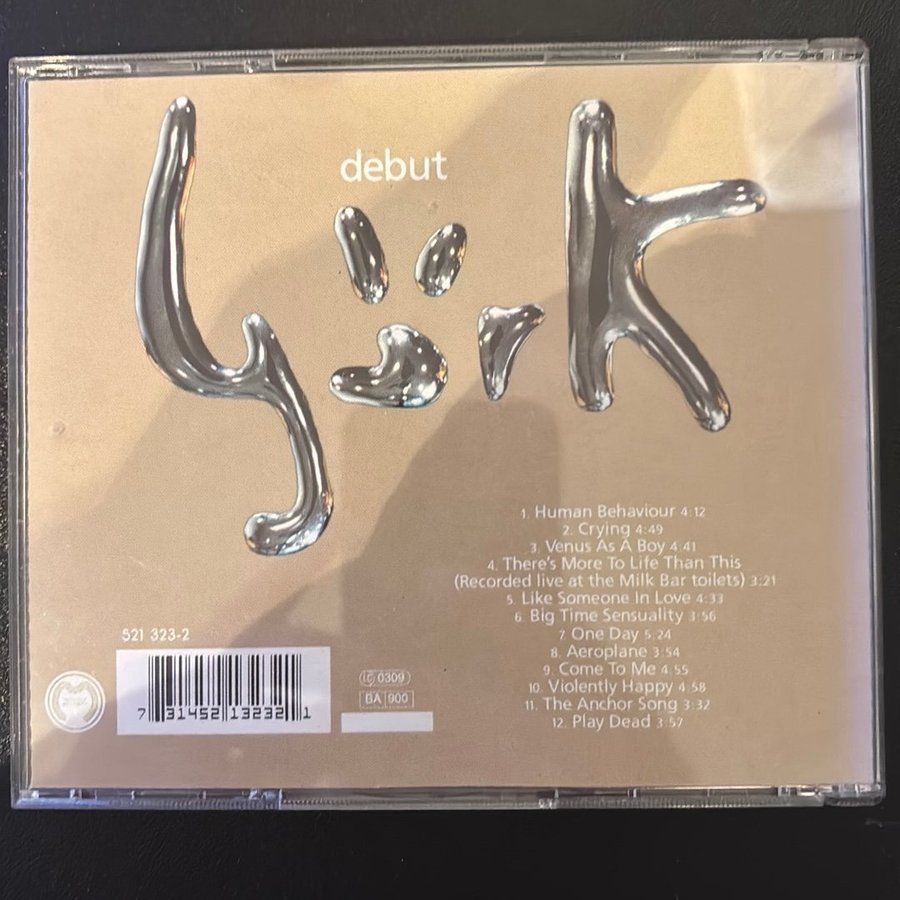 debut
björk
1. Human Behaviour 4:12
2. Crying 4:49
3. Venus As A Boy 4:41
4. There's More To Life Than This
(Recorded live at the Milk Bar toilets) 3:21
5. Like Someone In Love 4:33
6. Big Time Sensuality 3:56
7. One Day 5:24
8. Aeroplane 3:54
9. Come To Me 4:55
10. Violently Happy 4:58
11. The Anchor Song 3:32
12. Play Dead 3:57
521 323-2
7 31452 13232 1
LC 0309
BA 900